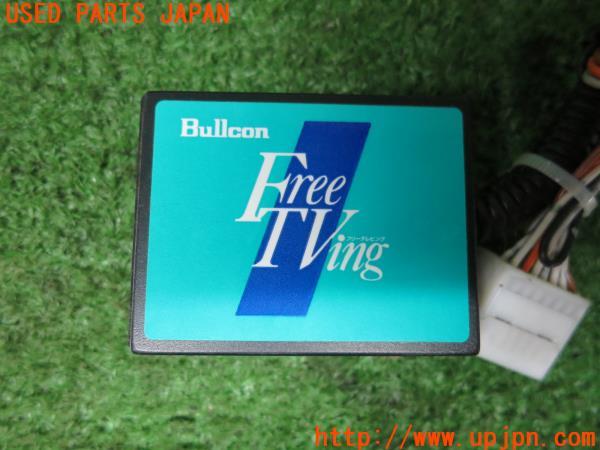 USED PARTS JAPAN
Bullcon
Free
TVing
フリーテレビング
http://www.upjpn.com